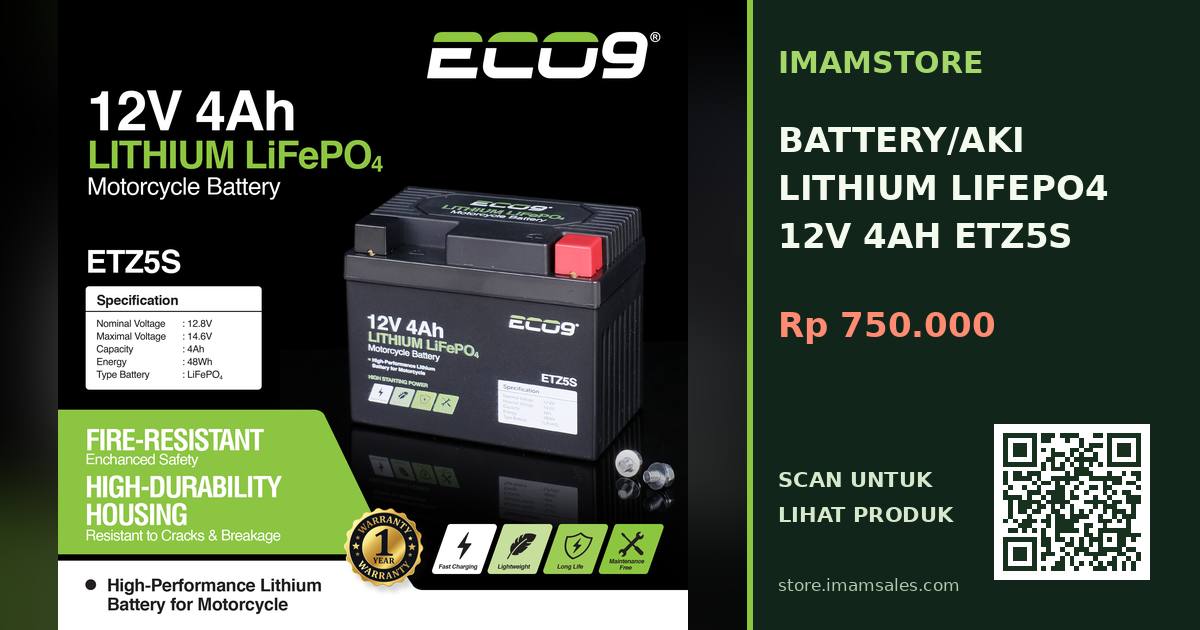 ECO9®
12V 4Ah
LITHIUM LiFePO₄
Motorcycle Battery
ETZ5S
Specification
Nominal Voltage : 12.8V
Maximal Voltage : 14.6V
Capacity : 4Ah
Energy : 48Wh
Type Battery : LiFePO₄
FIRE-RESISTANT
Enchanced Safety
HIGH-DURABILITY
HOUSING
Resistant to Cracks & Breakage
High-Performance Lithium
Battery for Motorcycle
ECO9
LITHIUM LiFePO₄
Motorcycle Battery
12V 4Ah
ECO9
LITHIUM LiFePO₄
Motorcycle Battery
High-Performance Lithium
Battery for Motorcycle
HIGH STARTING POWER
ETZ5S
Specification
WARRANTY
1
YEAR
WARRANTY
Fast Charging
Lightweight
Long Life
Maintenance
Free
IMAMSTORE
BATTERY/AKI
LITHIUM LIFEPO4
12V 4AH ETZ5S
Rp 750.000
SCAN UNTUK
LIHAT PRODUK
store.imamsales.com